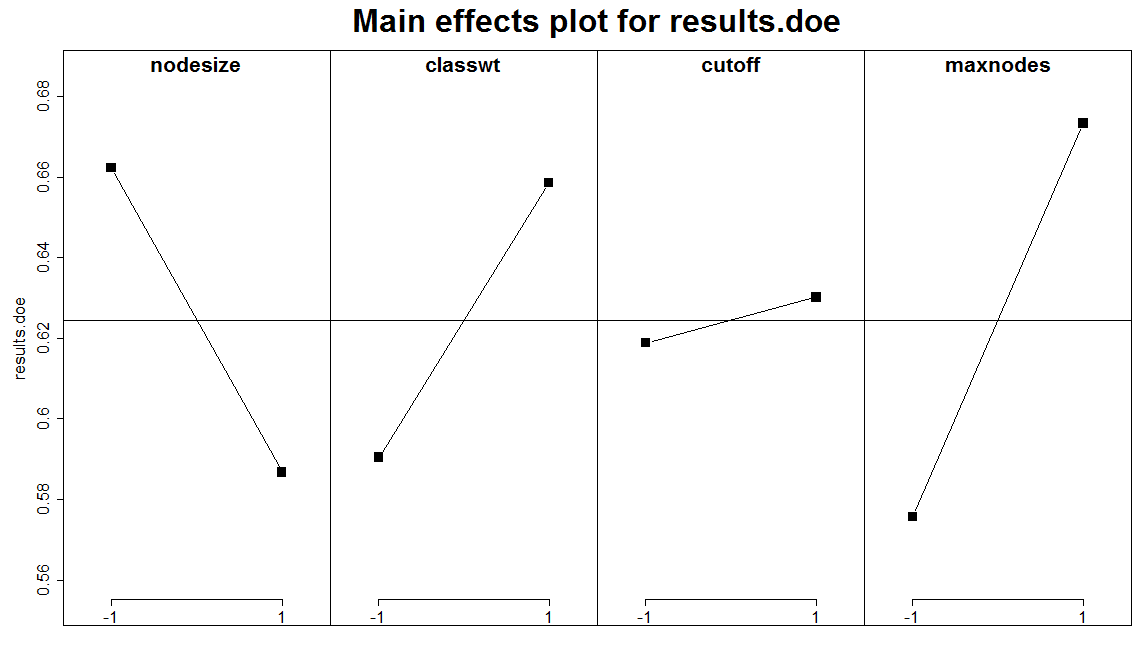 Main effects plot for results.doe
nodesize classwt cutoff maxnodes
0.68
0.66
0.64
0.62
0.6
0.58
0.56
results.doe
-1 1 -1 1 -1 1 -1 1